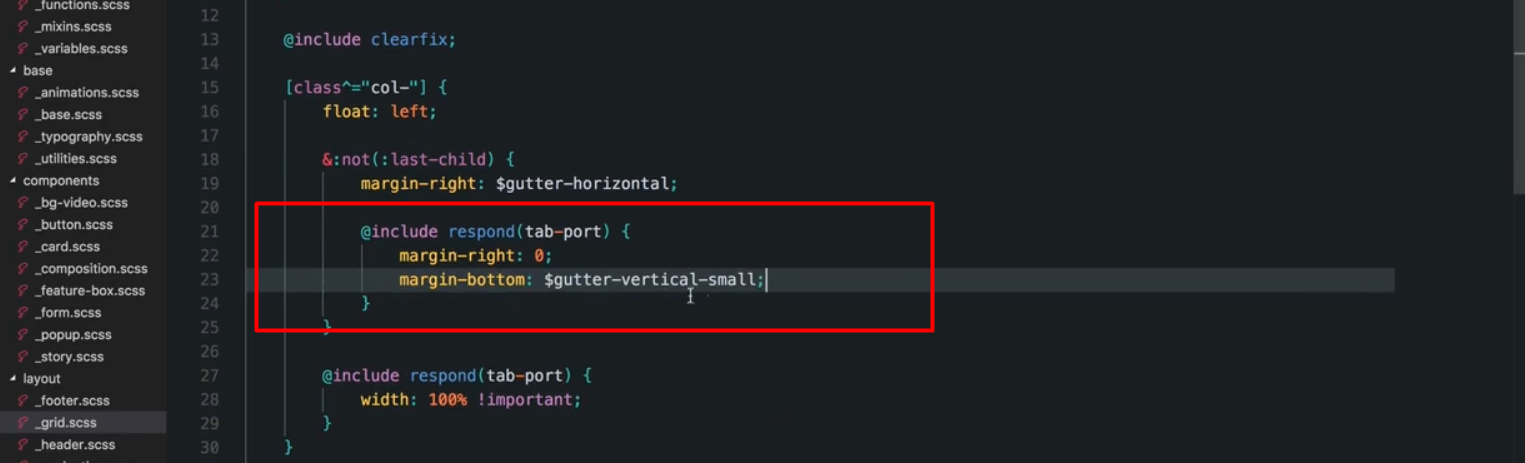 _functions.scss
_mixins.scss
_variables.scss
base
_animations.scss
_base.scss
_typography.scss
_utilities.scss
components
_bg-video.scss
_button.scss
_card.scss
_composition.scss
_feature-box.scss
_form.scss
_popup.scss
_story.scss
layout
_footer.scss
_grid.scss
_header.scss
12
13 @include clearfix;
14
15 [class^="col-"] {
16 float: left;
17
18 &:not(:last-child) {
19 margin-right: $gutter-horizontal;
20
21 @include respond(tab-port) {
22 margin-right: 0;
23 margin-bottom: $gutter-vertical-small;
24 }
25 }
26
27 @include respond(tab-port) {
28 width: 100% !important;
29 }
30 }